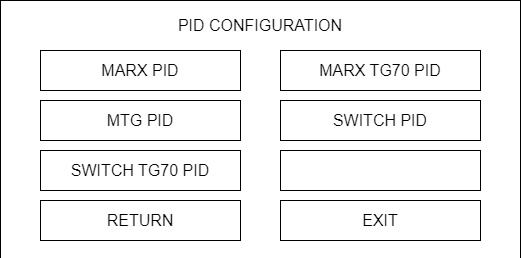 PID CONFIGURATION
MARX PID
MARX TG70 PID
MTG PID
SWITCH PID
SWITCH TG70 PID
RETURN
EXIT